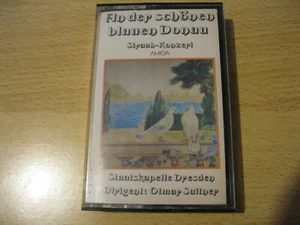 An der schönen
blauen Donau
Strauß-Konzert
AMIGA
Staatskapelle Dresden
Dirigent: Otmar Suitner